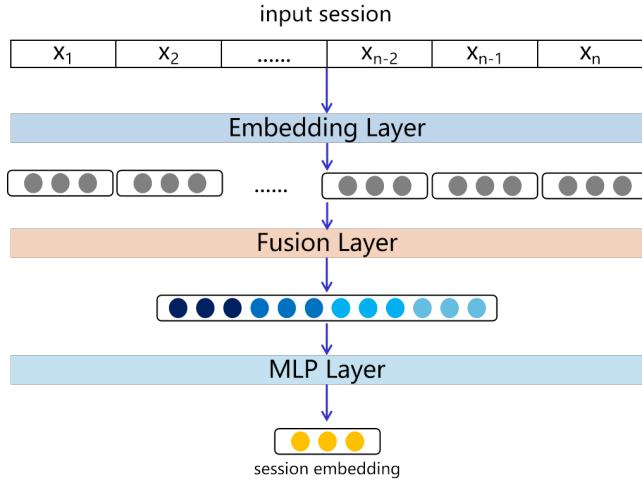 input session
x₁ x₂ ...... xₙ₋₂ xₙ₋₁ xₙ
Embedding Layer
......
Fusion Layer
MLP Layer
session embedding